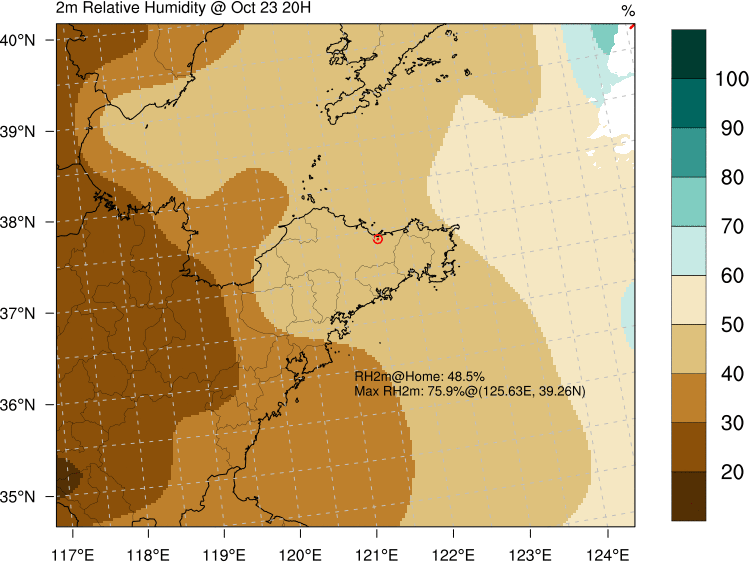 2m Relative Humidity @ Oct 23 20H
%
40°N
39°N
38°N
37°N
36°N
35°N
RH2m@Home: 48.5%
Max RH2m: 75.9%@(125.63E, 39.26N)
117°E 118°E 119°E 120°E 121°E 122°E 123°E 124°E
100
90
80
70
60
50
40
30
20